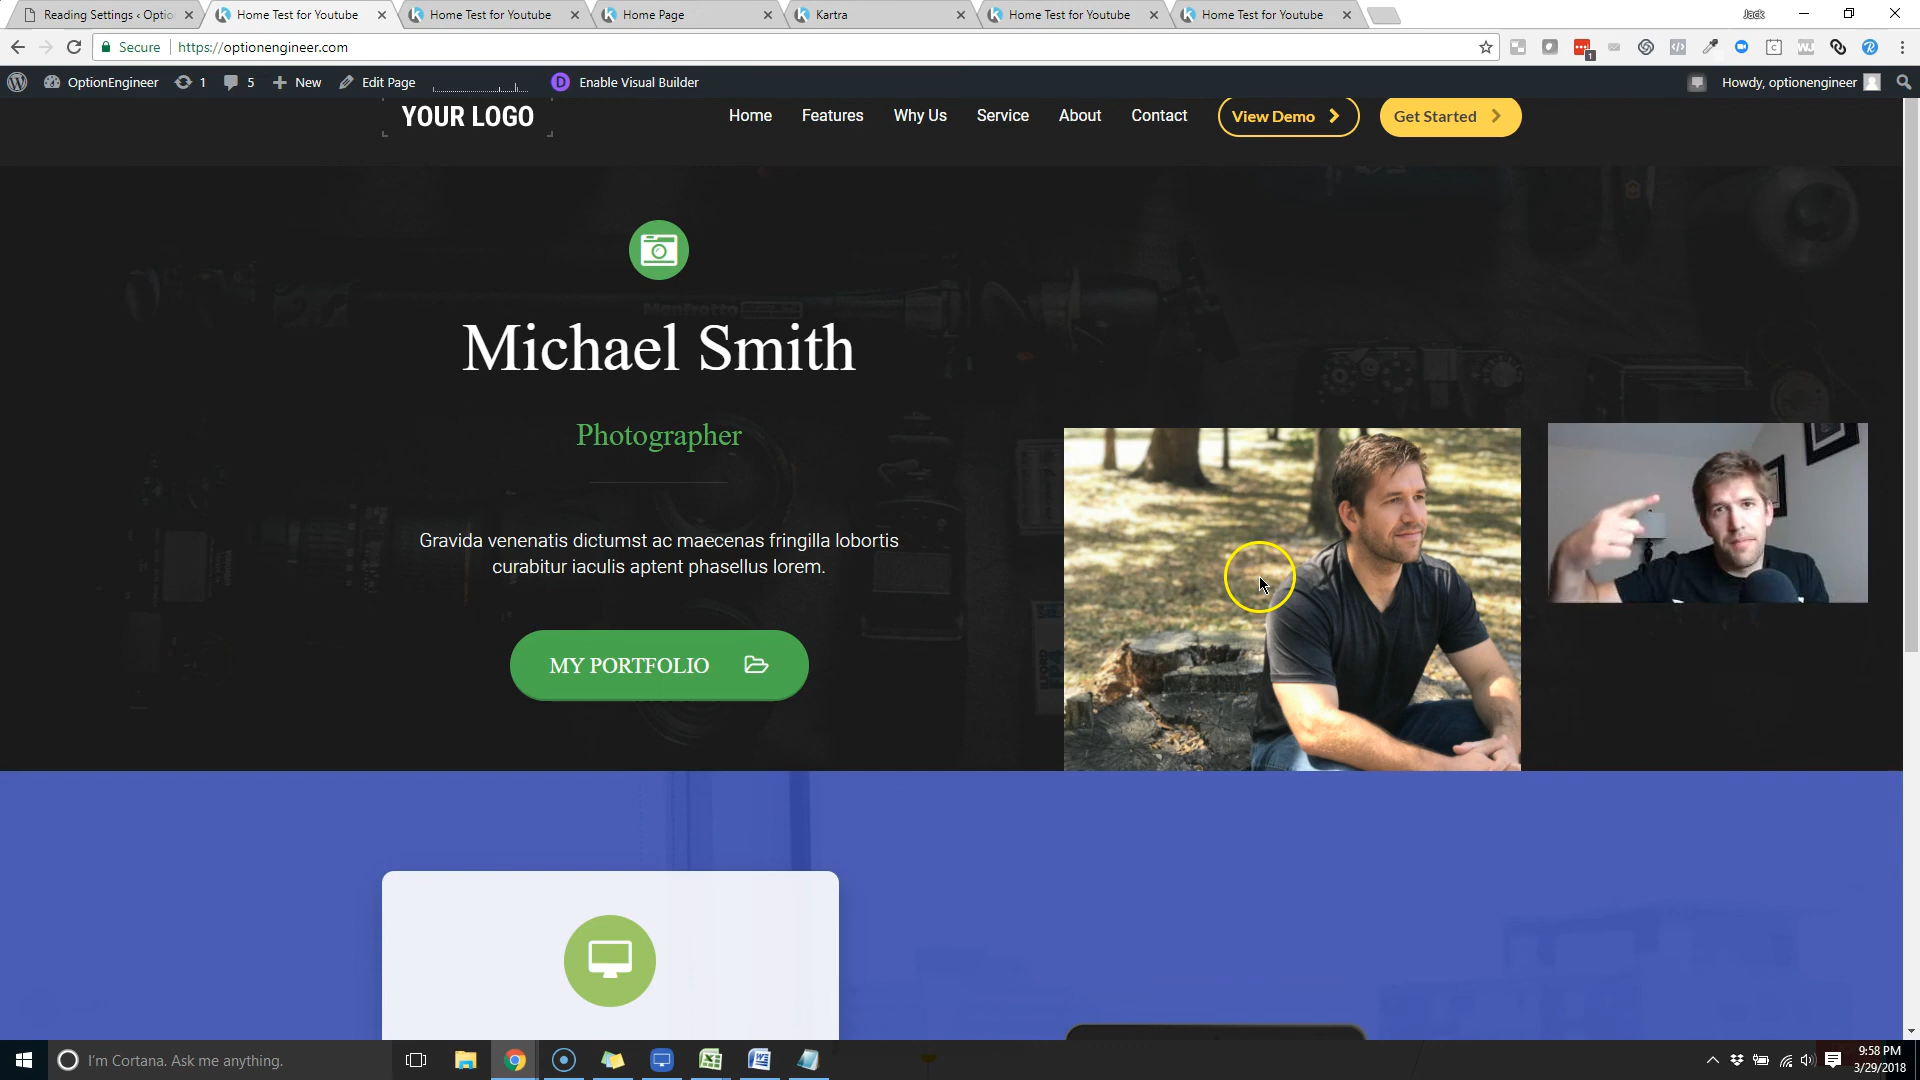 Reading Settings ‹ Optio
Home Test for Youtube
Home Test for Youtube
Home Page
Kartra
Home Test for Youtube
Home Test for Youtube
Jack
Secure
https://optionengineer.com
1
OptionEngineer
1
5
New
Edit Page
D
Enable Visual Builder
Howdy, optionengineer
YOUR LOGO
Home
Features
Why Us
Service
About
Contact
View Demo
Get Started
Manfrotto
Michael Smith
Photographer
Gravida venenatis dictumst ac maecenas fringilla lobortis
curabitur iaculis aptent phasellus lorem.
MY PORTFOLIO
I'm Cortana. Ask me anything.
9:58 PM
3/29/2018